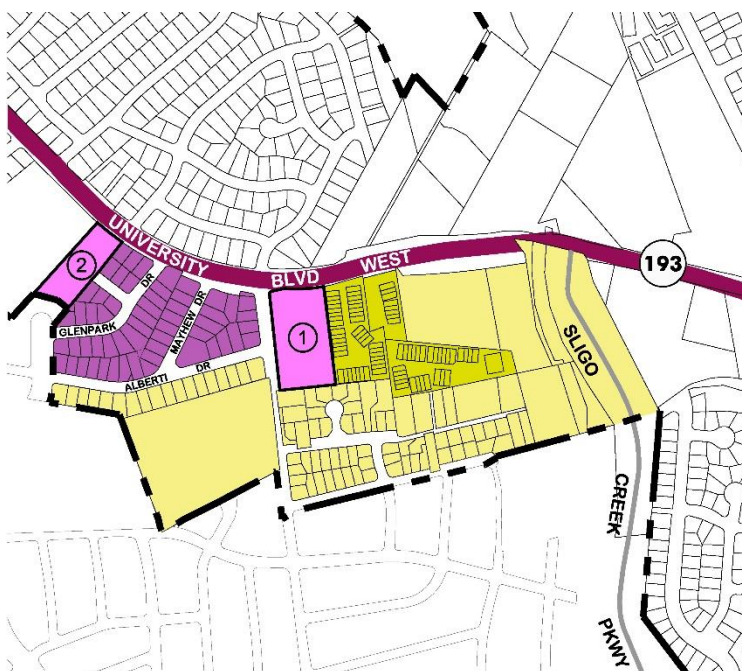 UNIVERSITY BLVD WEST
193
2
GLENPARK DR
MAYHEW DR
1
ALBERTI DR
SLIGO CREEK PKWY